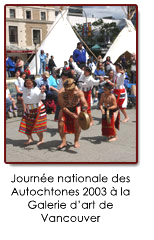 Journée nationale des
Autochtones 2003 à la
Galerie d'art de
Vancouver